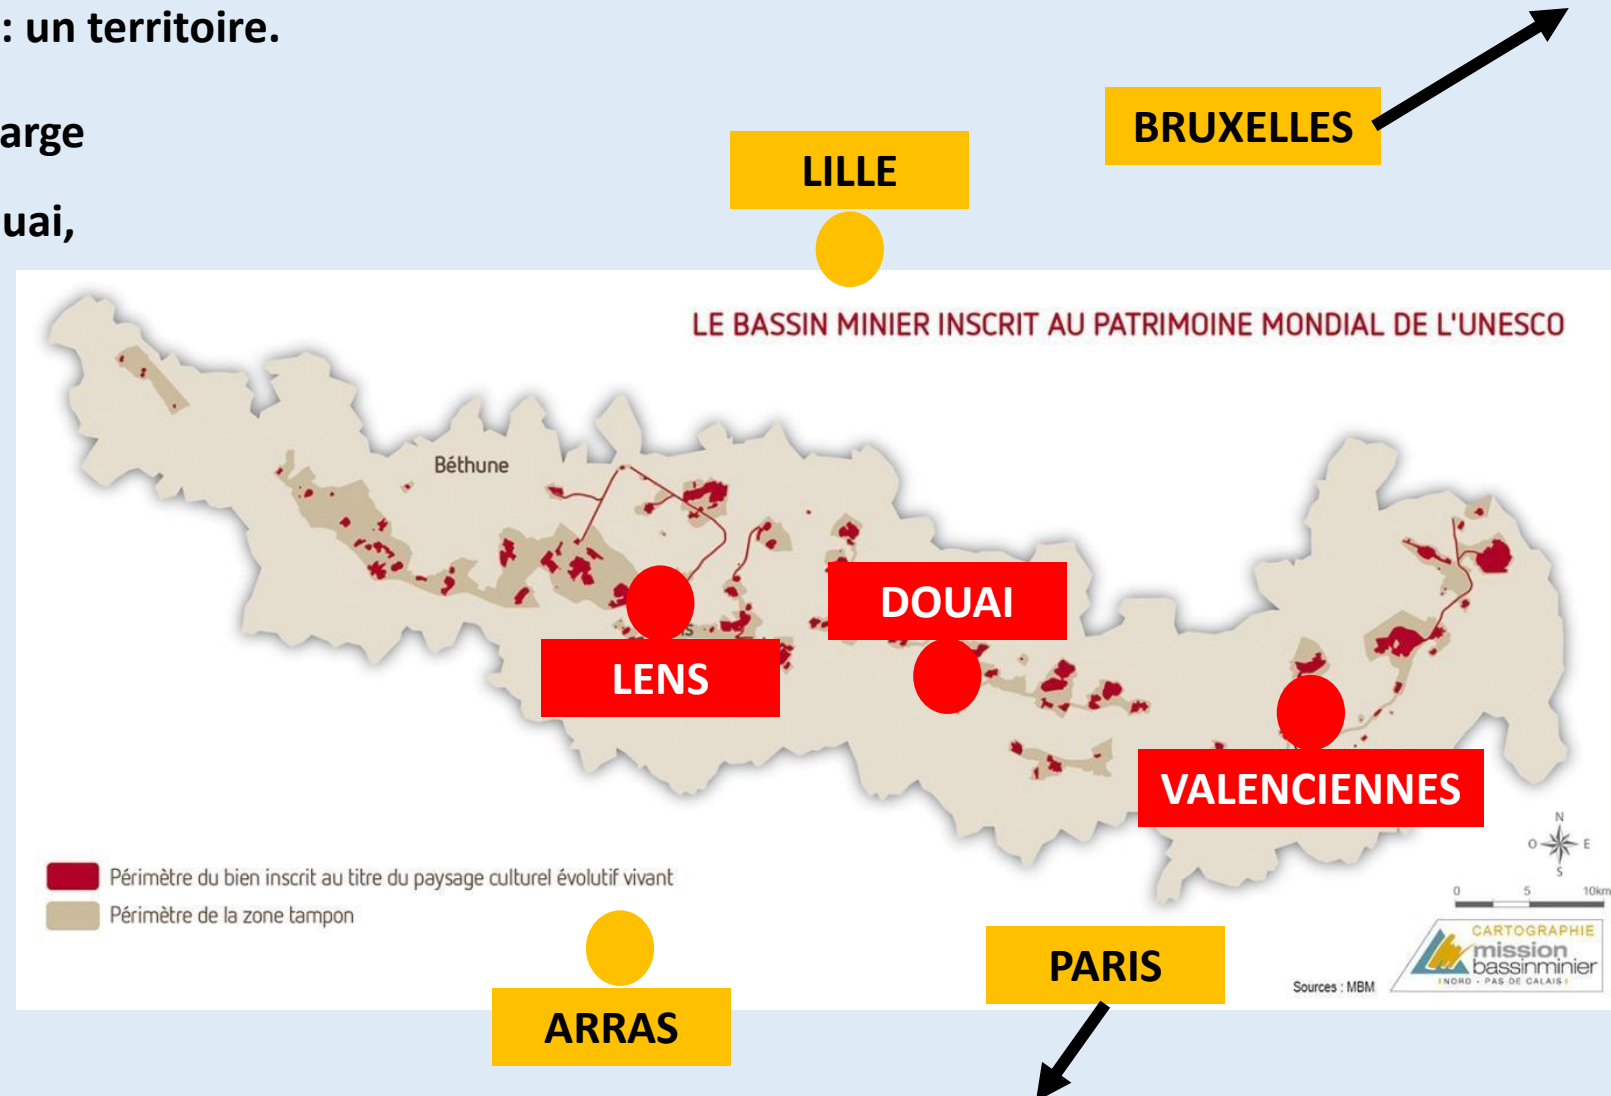 : un territoire.
arge
uai,
BRUXELLES
LILLE
LE BASSIN MINIER INSCRIT AU PATRIMOINE MONDIAL DE L'UNESCO
Béthune
DOUAI
LENS
VALENCIENNES
N
O E
S
Périmètre du bien inscrit au titre du paysage culturel évolutif vivant
Périmètre de la zone tampon
0 5 10km
CARTOGRAPHIE
mission
bassinminier
NORD - PAS DE CALAIS
Sources : MBM
PARIS
ARRAS